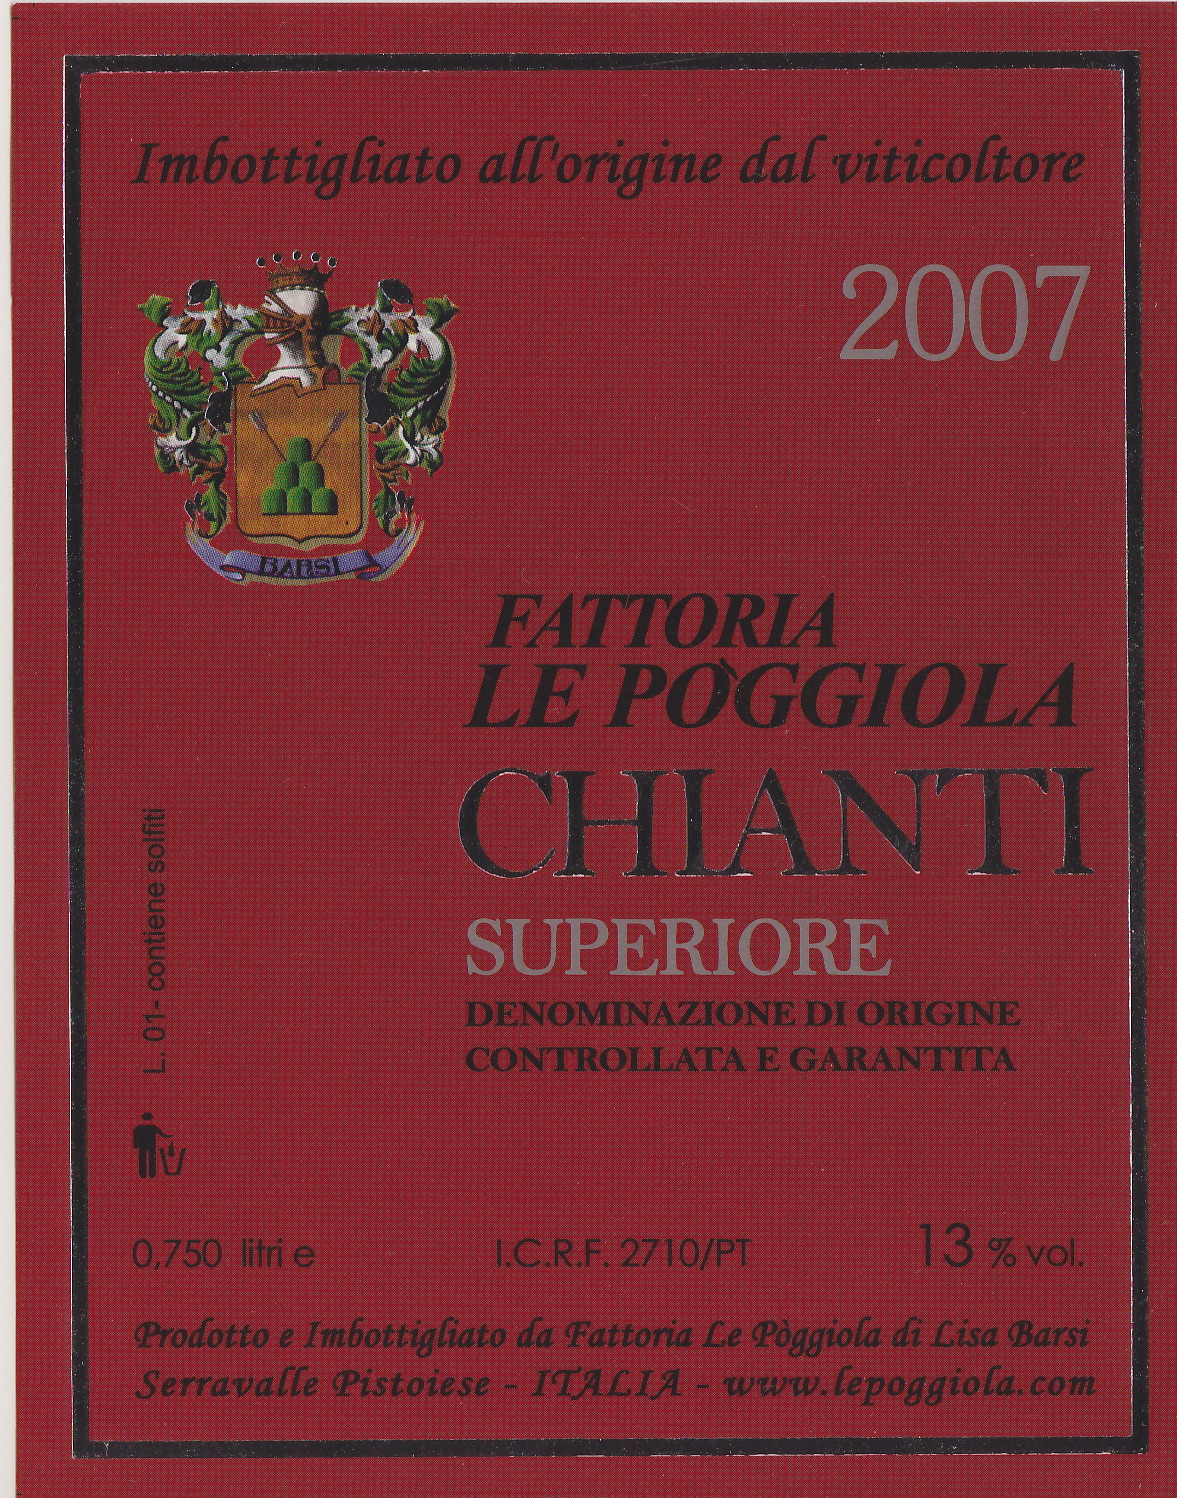 Imbottigliato all'origine dal viticoltore
2007
BARSI
FATTORIA
LE PÒGGIOLA
CHIANTI
SUPERIORE
DENOMINAZIONE DI ORIGINE
CONTROLLATA E GARANTITA
L. 01- contiene solfiti
0,750 litri e
I.C.R.F. 2710/PT
13 % vol.
Prodotto e Imbottigliato da Fattoria Le Pòggiola di Lisa Barsi
Serravalle Pistoiese - ITALIA - www.lepoggiola.com